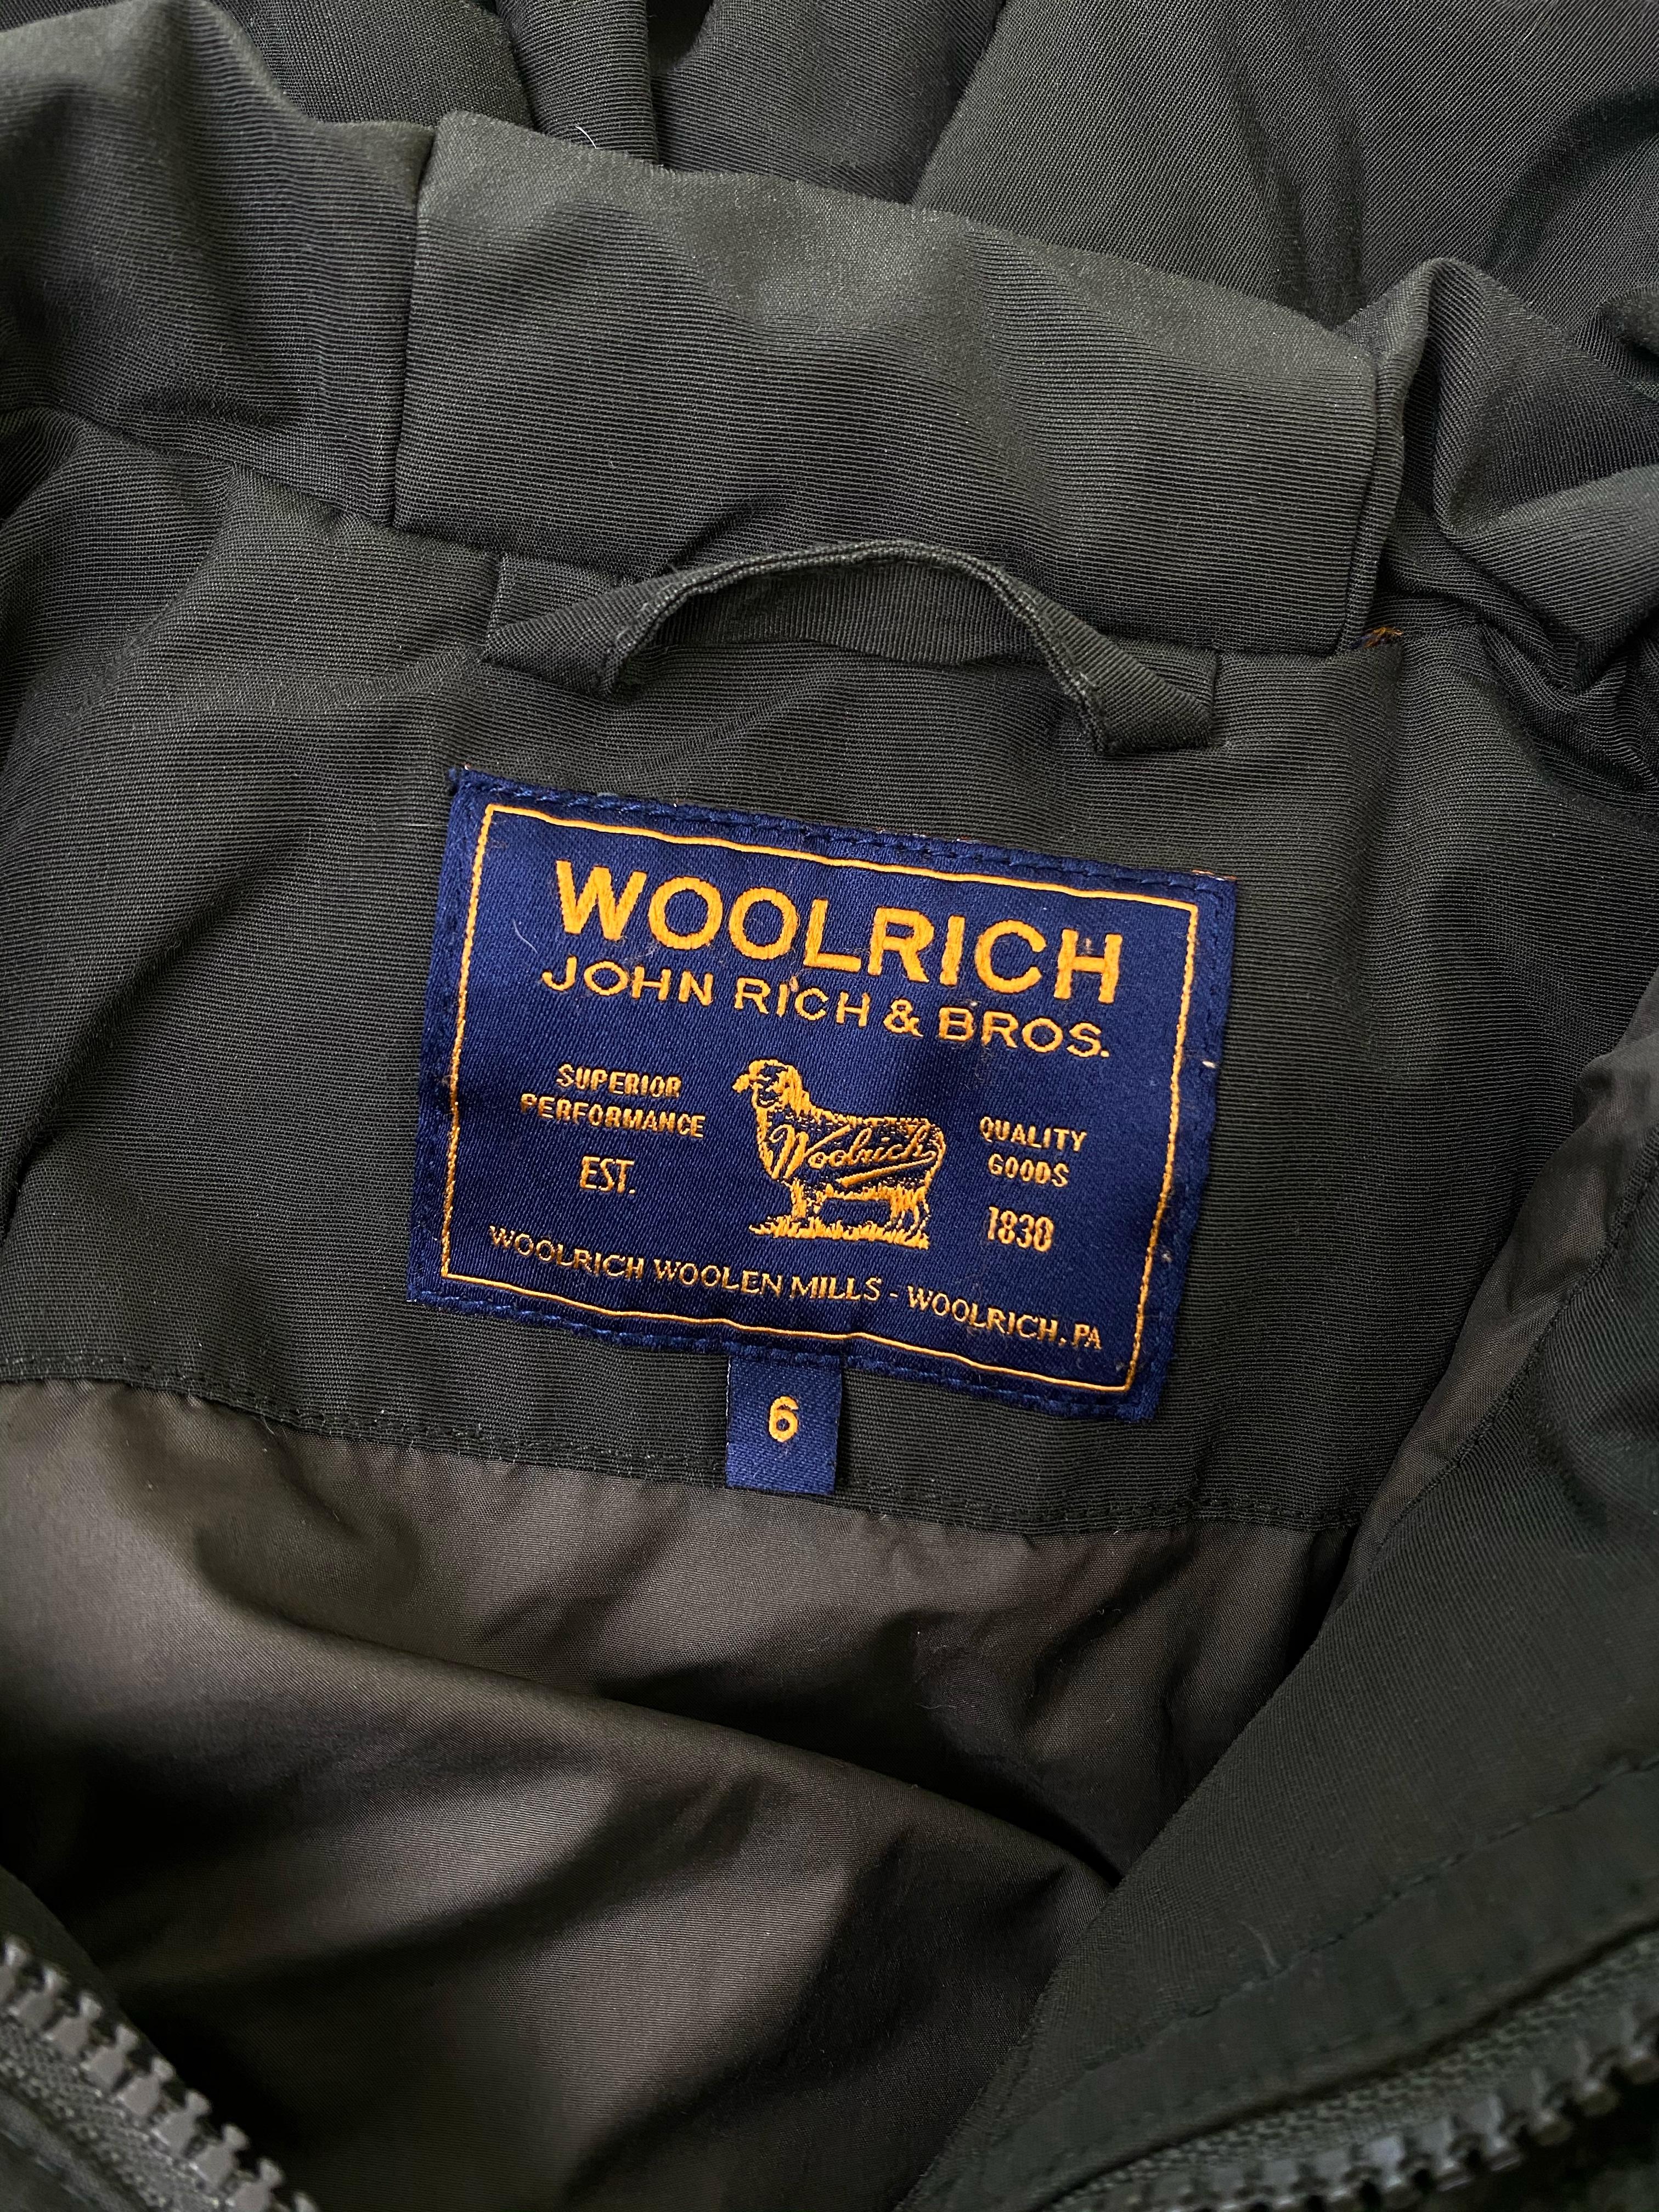 WOOLRICH
JOHN RICH & BROS.
SUPERIOR
PERFORMANCE
EST.
Woolrich
QUALITY
GOODS
1830
WOOLRICH WOOLEN MILLS - WOOLRICH, PA
6